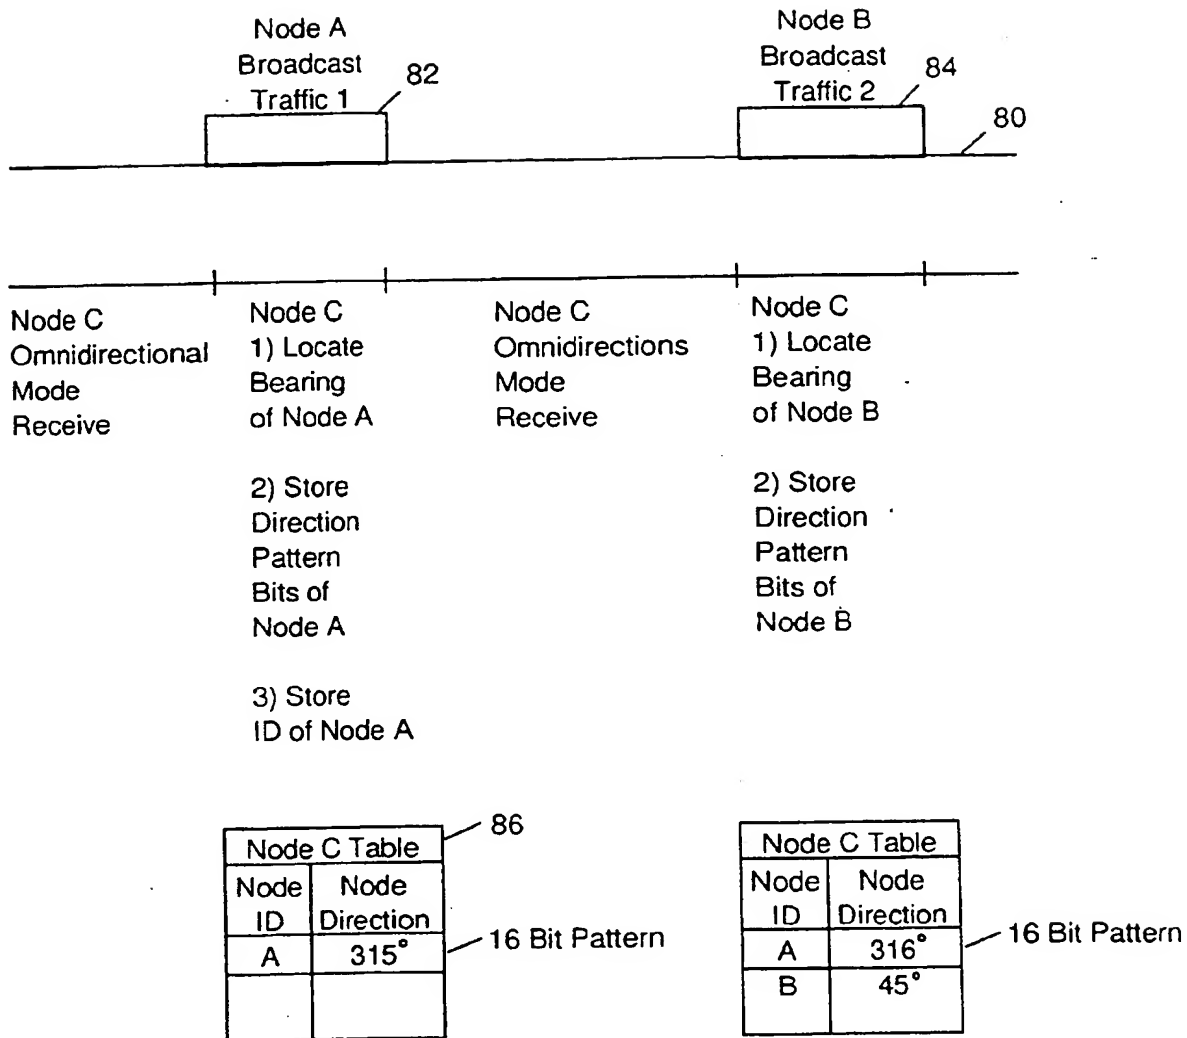 Node A
Broadcast
Traffic 1
82
Node B
Broadcast
Traffic 2
84
80
Node C
Omnidirectional
Mode
Receive
Node C
1) Locate
Bearing
of Node A
2) Store
Direction
Pattern
Bits of
Node A
3) Store
ID of Node A
Node C
Omnidirections
Mode
Receive
Node C
1) Locate
Bearing
of Node B
2) Store
Direction
Pattern
Bits of
Node B
86
Node C Table
Node ID
Node Direction
A 315°
16 Bit Pattern
Node C Table
Node ID
Node Direction
A 316°
B 45°
16 Bit Pattern